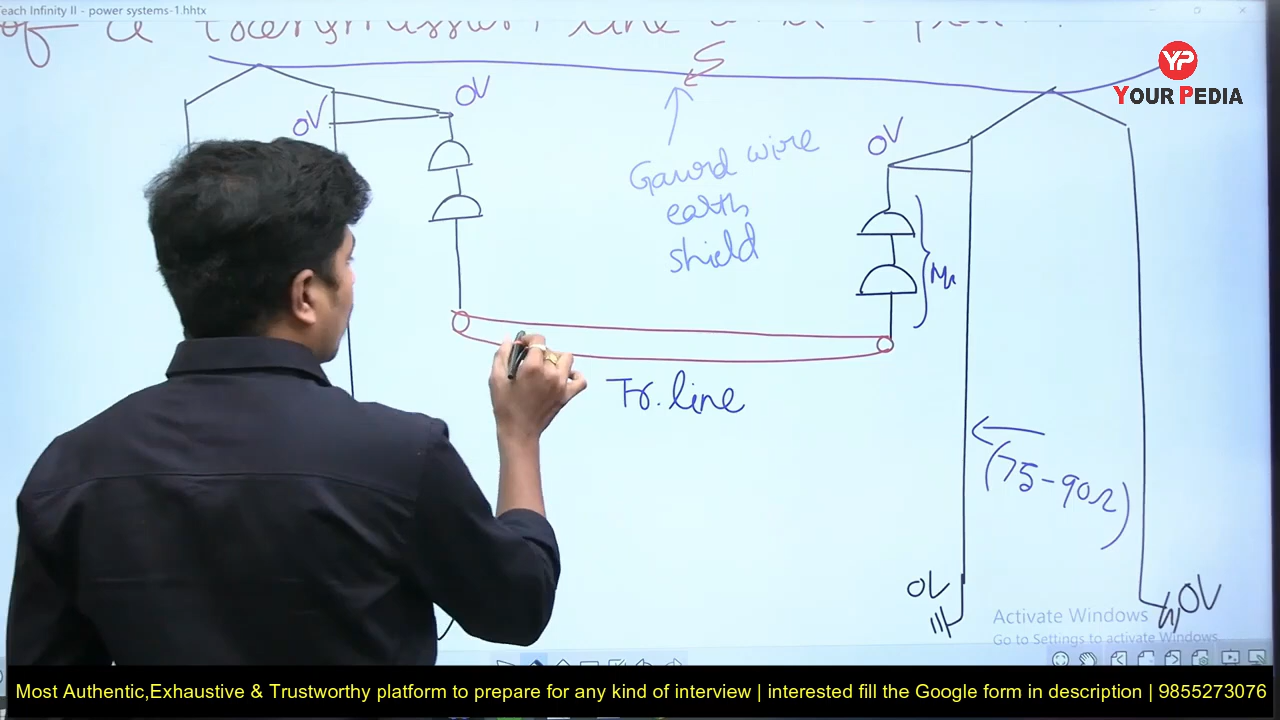 Teach Infinity II - power systems-1.hhtx
of a transmission line
S
YP
YOUR PEDIA
0V
0V
0V
Gaurd wire
earth
shield
Tr. line
(75-90Ω)
0V
0V
Activate Windows
Go to Settings to activate Windows.
Most Authentic,Exhaustive & Trustworthy platform to prepare for any kind of interview | interested fill the Google form in description | 9855273076